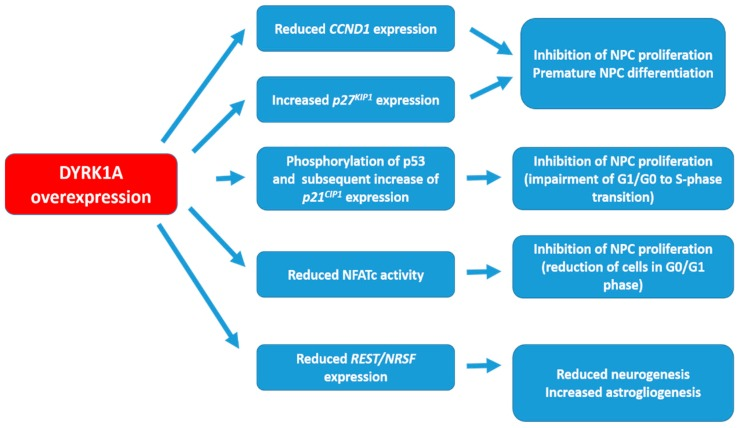 Reduced CCND1 expression
Inhibition of NPC proliferation
Premature NPC differentiation
Increased p27KIP1 expression
DYRK1A
overexpression
Phosphorylation of p53
and subsequent increase of
p21CIP1 expression
Inhibition of NPC proliferation
(impairment of G1/G0 to S-phase
transition)
Reduced NFATc activity
Inhibition of NPC proliferation
(reduction of cells in G0/G1
phase)
Reduced REST/NRSF
expression
Reduced neurogenesis
Increased astrogliogenesis